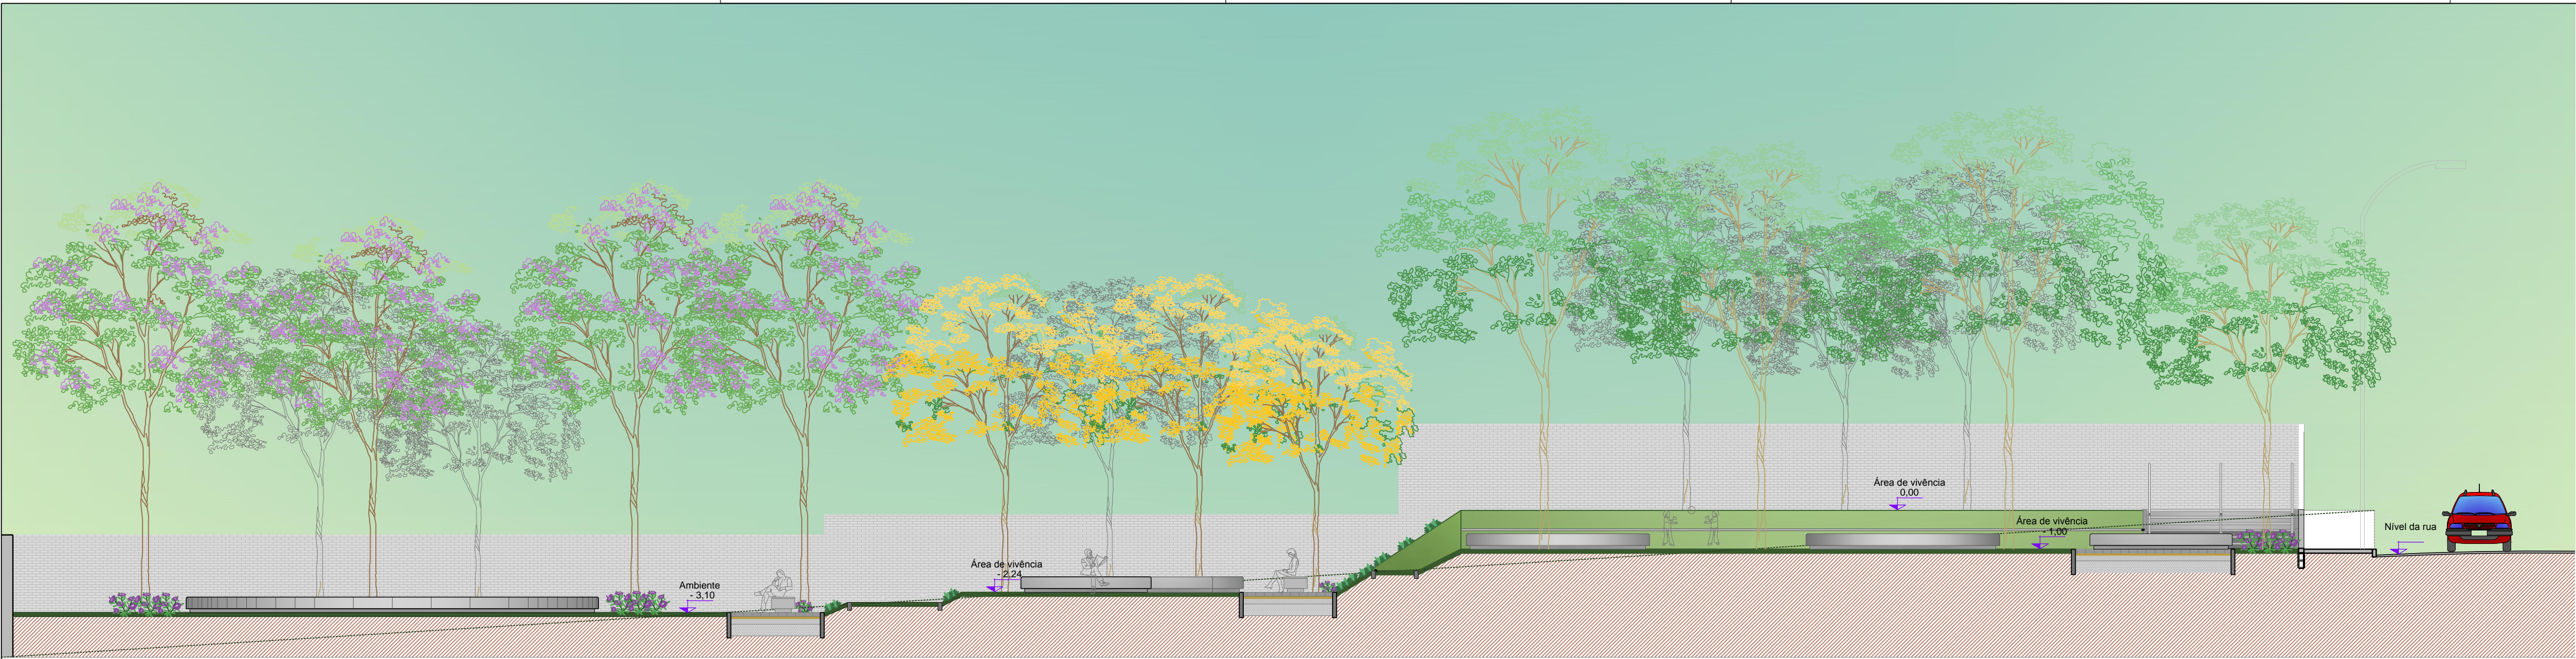 Ambiente
- 3,10
Área de vivência
- 2,24
Área de vivência
0,00
Área de vivência
- 1,00
Nível da rua